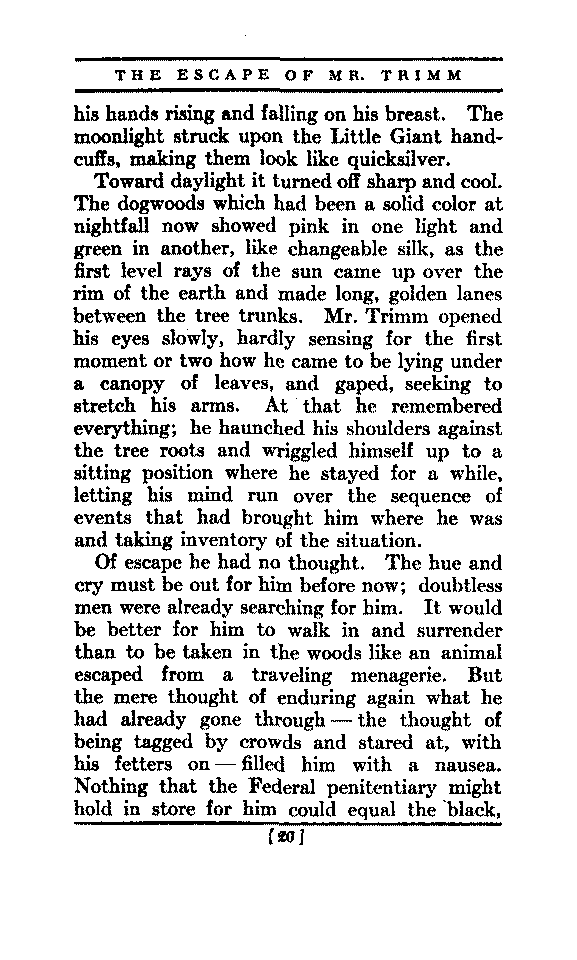 THE ESCAPE OF MR. TRIMM
his hands rising and falling on his breast. The
moonlight struck upon the Little Giant hand-
cuffs, making them look like quicksilver.
Toward daylight it turned off sharp and cool.
The dogwoods which had been a solid color at
nightfall now showed pink in one light and
green in another, like changeable silk, as the
first level rays of the sun came up over the
rim of the earth and made long, golden lanes
between the tree trunks. Mr. Trimm opened
his eyes slowly, hardly sensing for the first
moment or two how he came to be lying under
a canopy of leaves, and gaped, seeking to
stretch his arms. At that he remembered
everything; he haunched his shoulders against
the tree roots and wriggled himself up to a
sitting position where he stayed for a while,
letting his mind run over the sequence of
events that had brought him where he was
and taking inventory of the situation.
Of escape he had no thought. The hue and
cry must be out for him before now; doubtless
men were already searching for him. It would
be better for him to walk in and surrender
than to be taken in the woods like an animal
escaped from a traveling menagerie. But
the mere thought of enduring again what he
had already gone through — the thought of
being tagged by crowds and stared at, with
his fetters on — filled him with a nausea.
Nothing that the Federal penitentiary might
hold in store for him could equal the black,
[20]